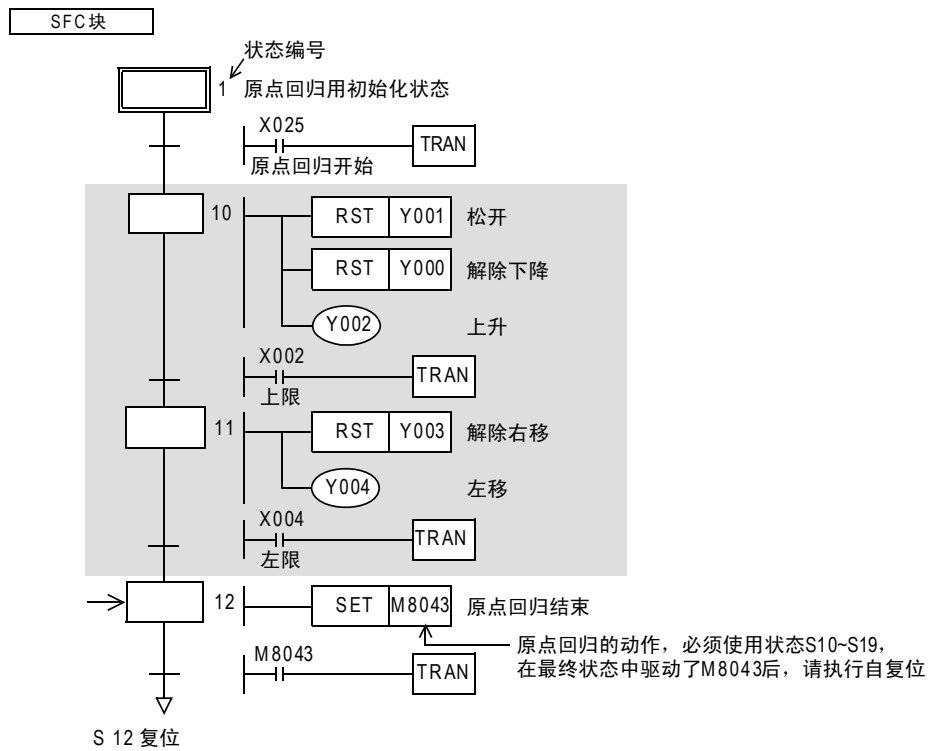 SFC块
状态编号
1 原点回归用初始化状态
X025
TRAN
原点回归开始
10 RST Y001 松开
RST Y000 解除下降
Y002 上升
X002
TRAN
上限
11 RST Y003 解除右移
Y004 左移
X004
TRAN
左限
12 SET M8043 原点回归结束
原点回归的动作，必须使用状态S10~S19，
在最终状态中驱动了M8043后，请执行自复位
M8043
TRAN
S 12 复位